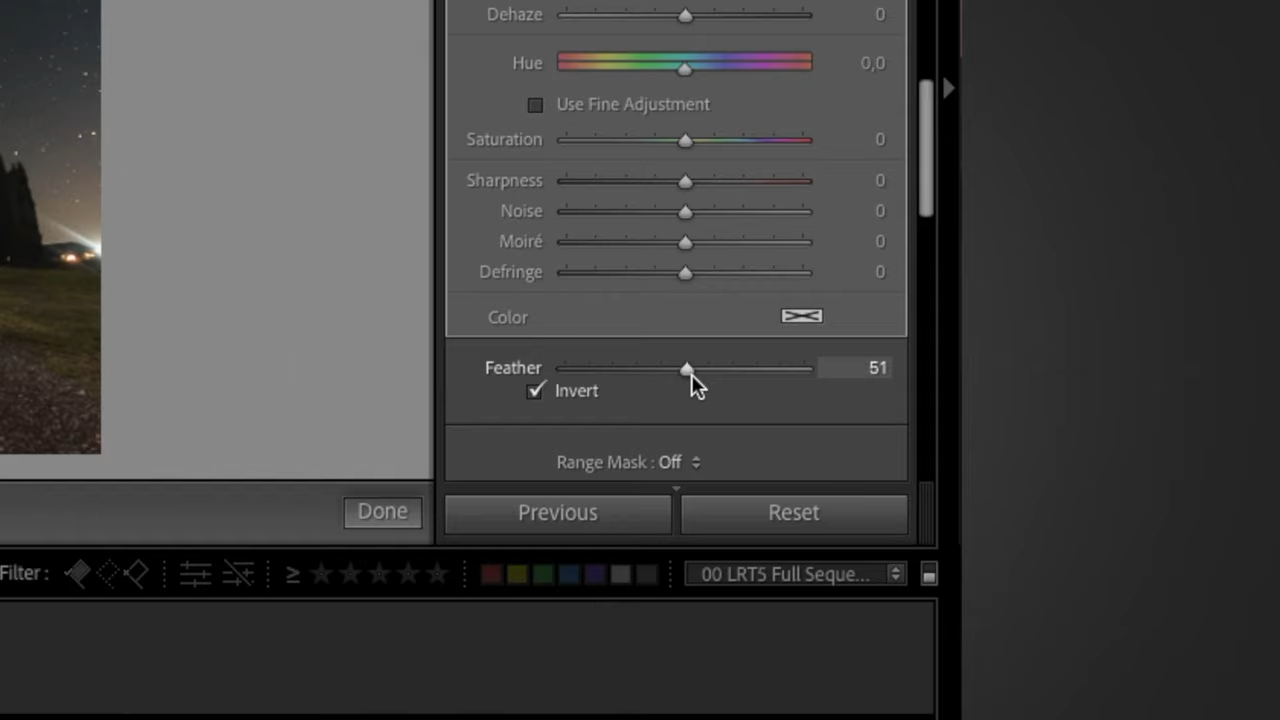 Dehaze 0
Hue 0,0
Use Fine Adjustment
Saturation 0
Sharpness 0
Noise 0
Moiré 0
Defringe 0
Color
Feather 51
Invert
Range Mask : Off
Done Previous Reset
Filter : ≥ 00 LRT5 Full Seque...